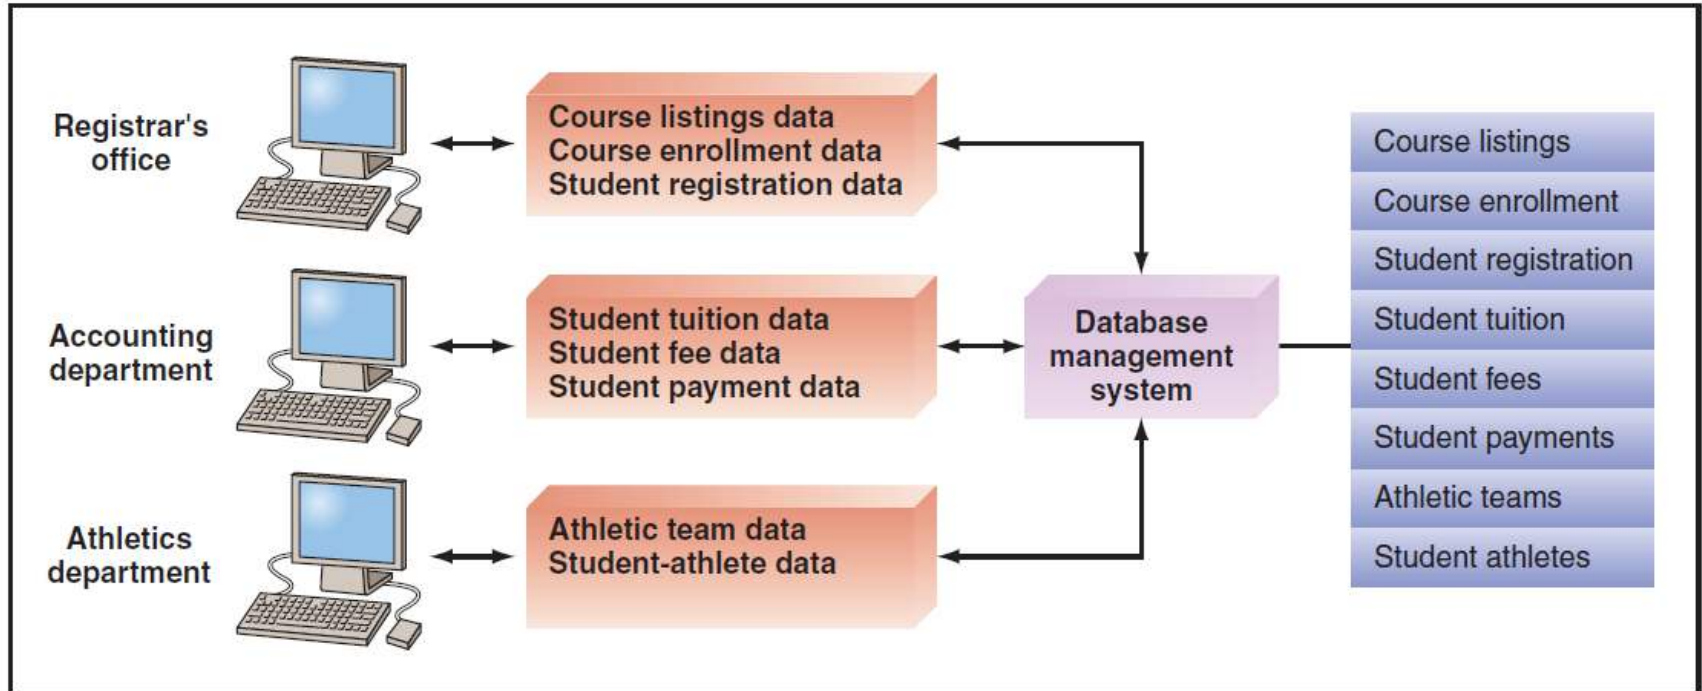 Registrar's
office
Course listings data
Course enrollment data
Student registration data
Accounting
department
Student tuition data
Student fee data
Student payment data
Athletics
department
Athletic team data
Student-athlete data
Database
management
system
Course listings
Course enrollment
Student registration
Student tuition
Student fees
Student payments
Athletic teams
Student athletes